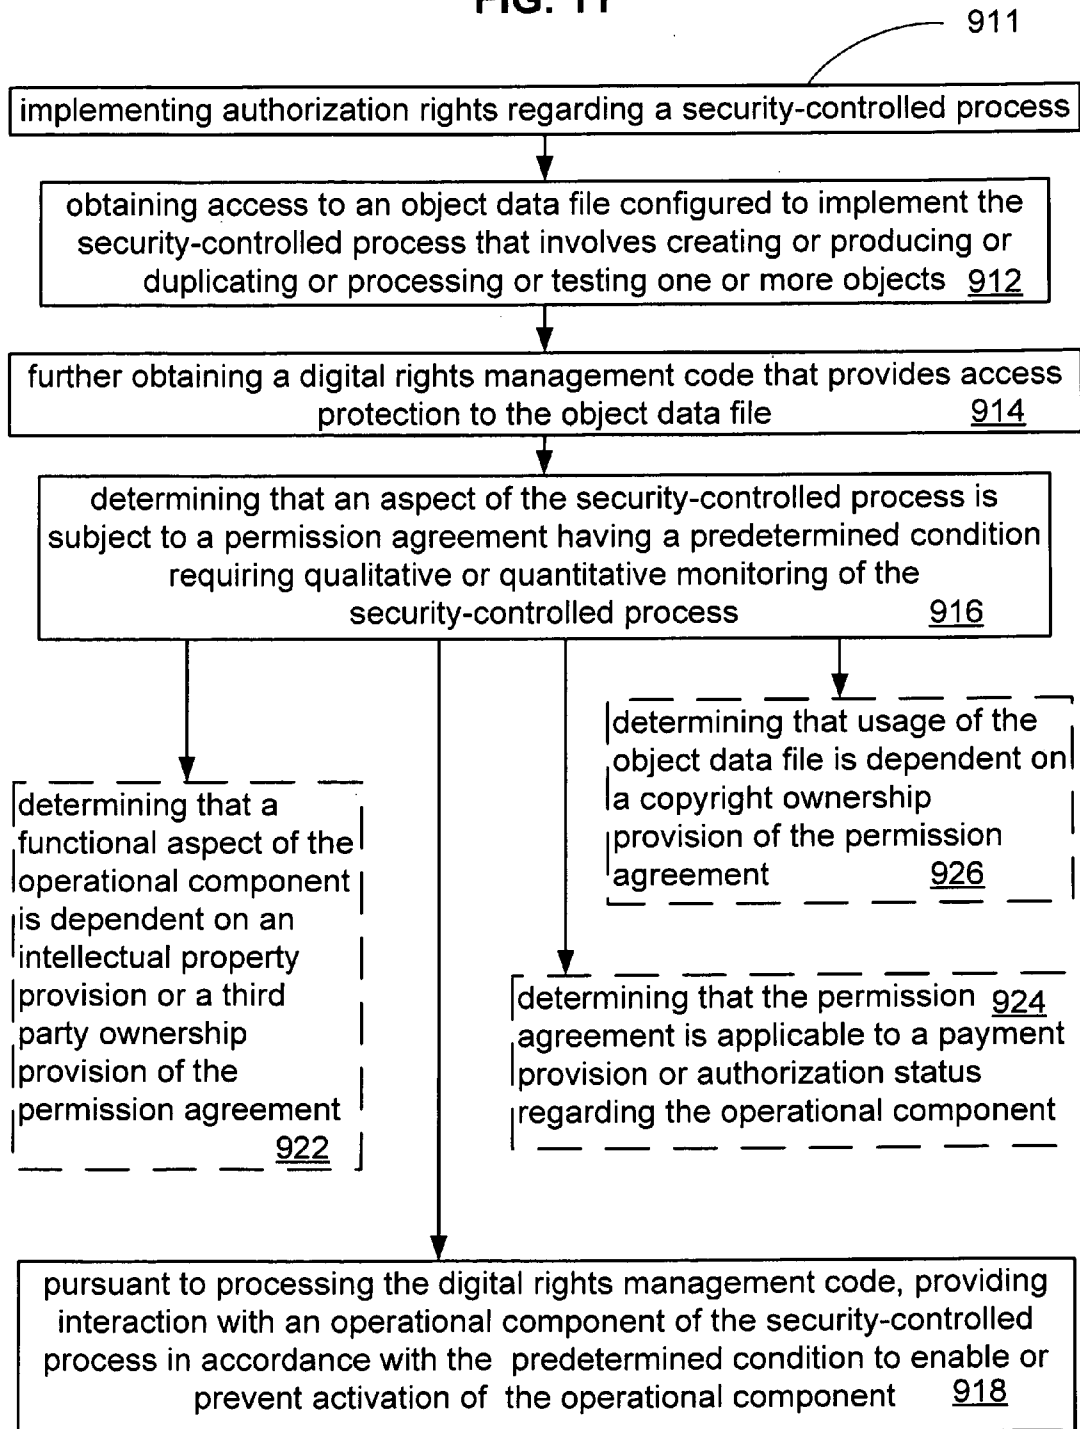 FIG. 11
911
implementing authorization rights regarding a security-controlled process
obtaining access to an object data file configured to implement the
security-controlled process that involves creating or producing or
duplicating or processing or testing one or more objects 912
further obtaining a digital rights management code that provides access
protection to the object data file 914
determining that an aspect of the security-controlled process is
subject to a permission agreement having a predetermined condition
requiring qualitative or quantitative monitoring of the
security-controlled process 916
determining that usage of the
object data file is dependent on
a copyright ownership
provision of the permission
agreement 926
determining that a
functional aspect of the
operational component
is dependent on an
intellectual property
provision or a third
party ownership
provision of the
permission agreement
922
determining that the permission 924
agreement is applicable to a payment
provision or authorization status
regarding the operational component
pursuant to processing the digital rights management code, providing
interaction with an operational component of the security-controlled
process in accordance with the predetermined condition to enable or
prevent activation of the operational component 918